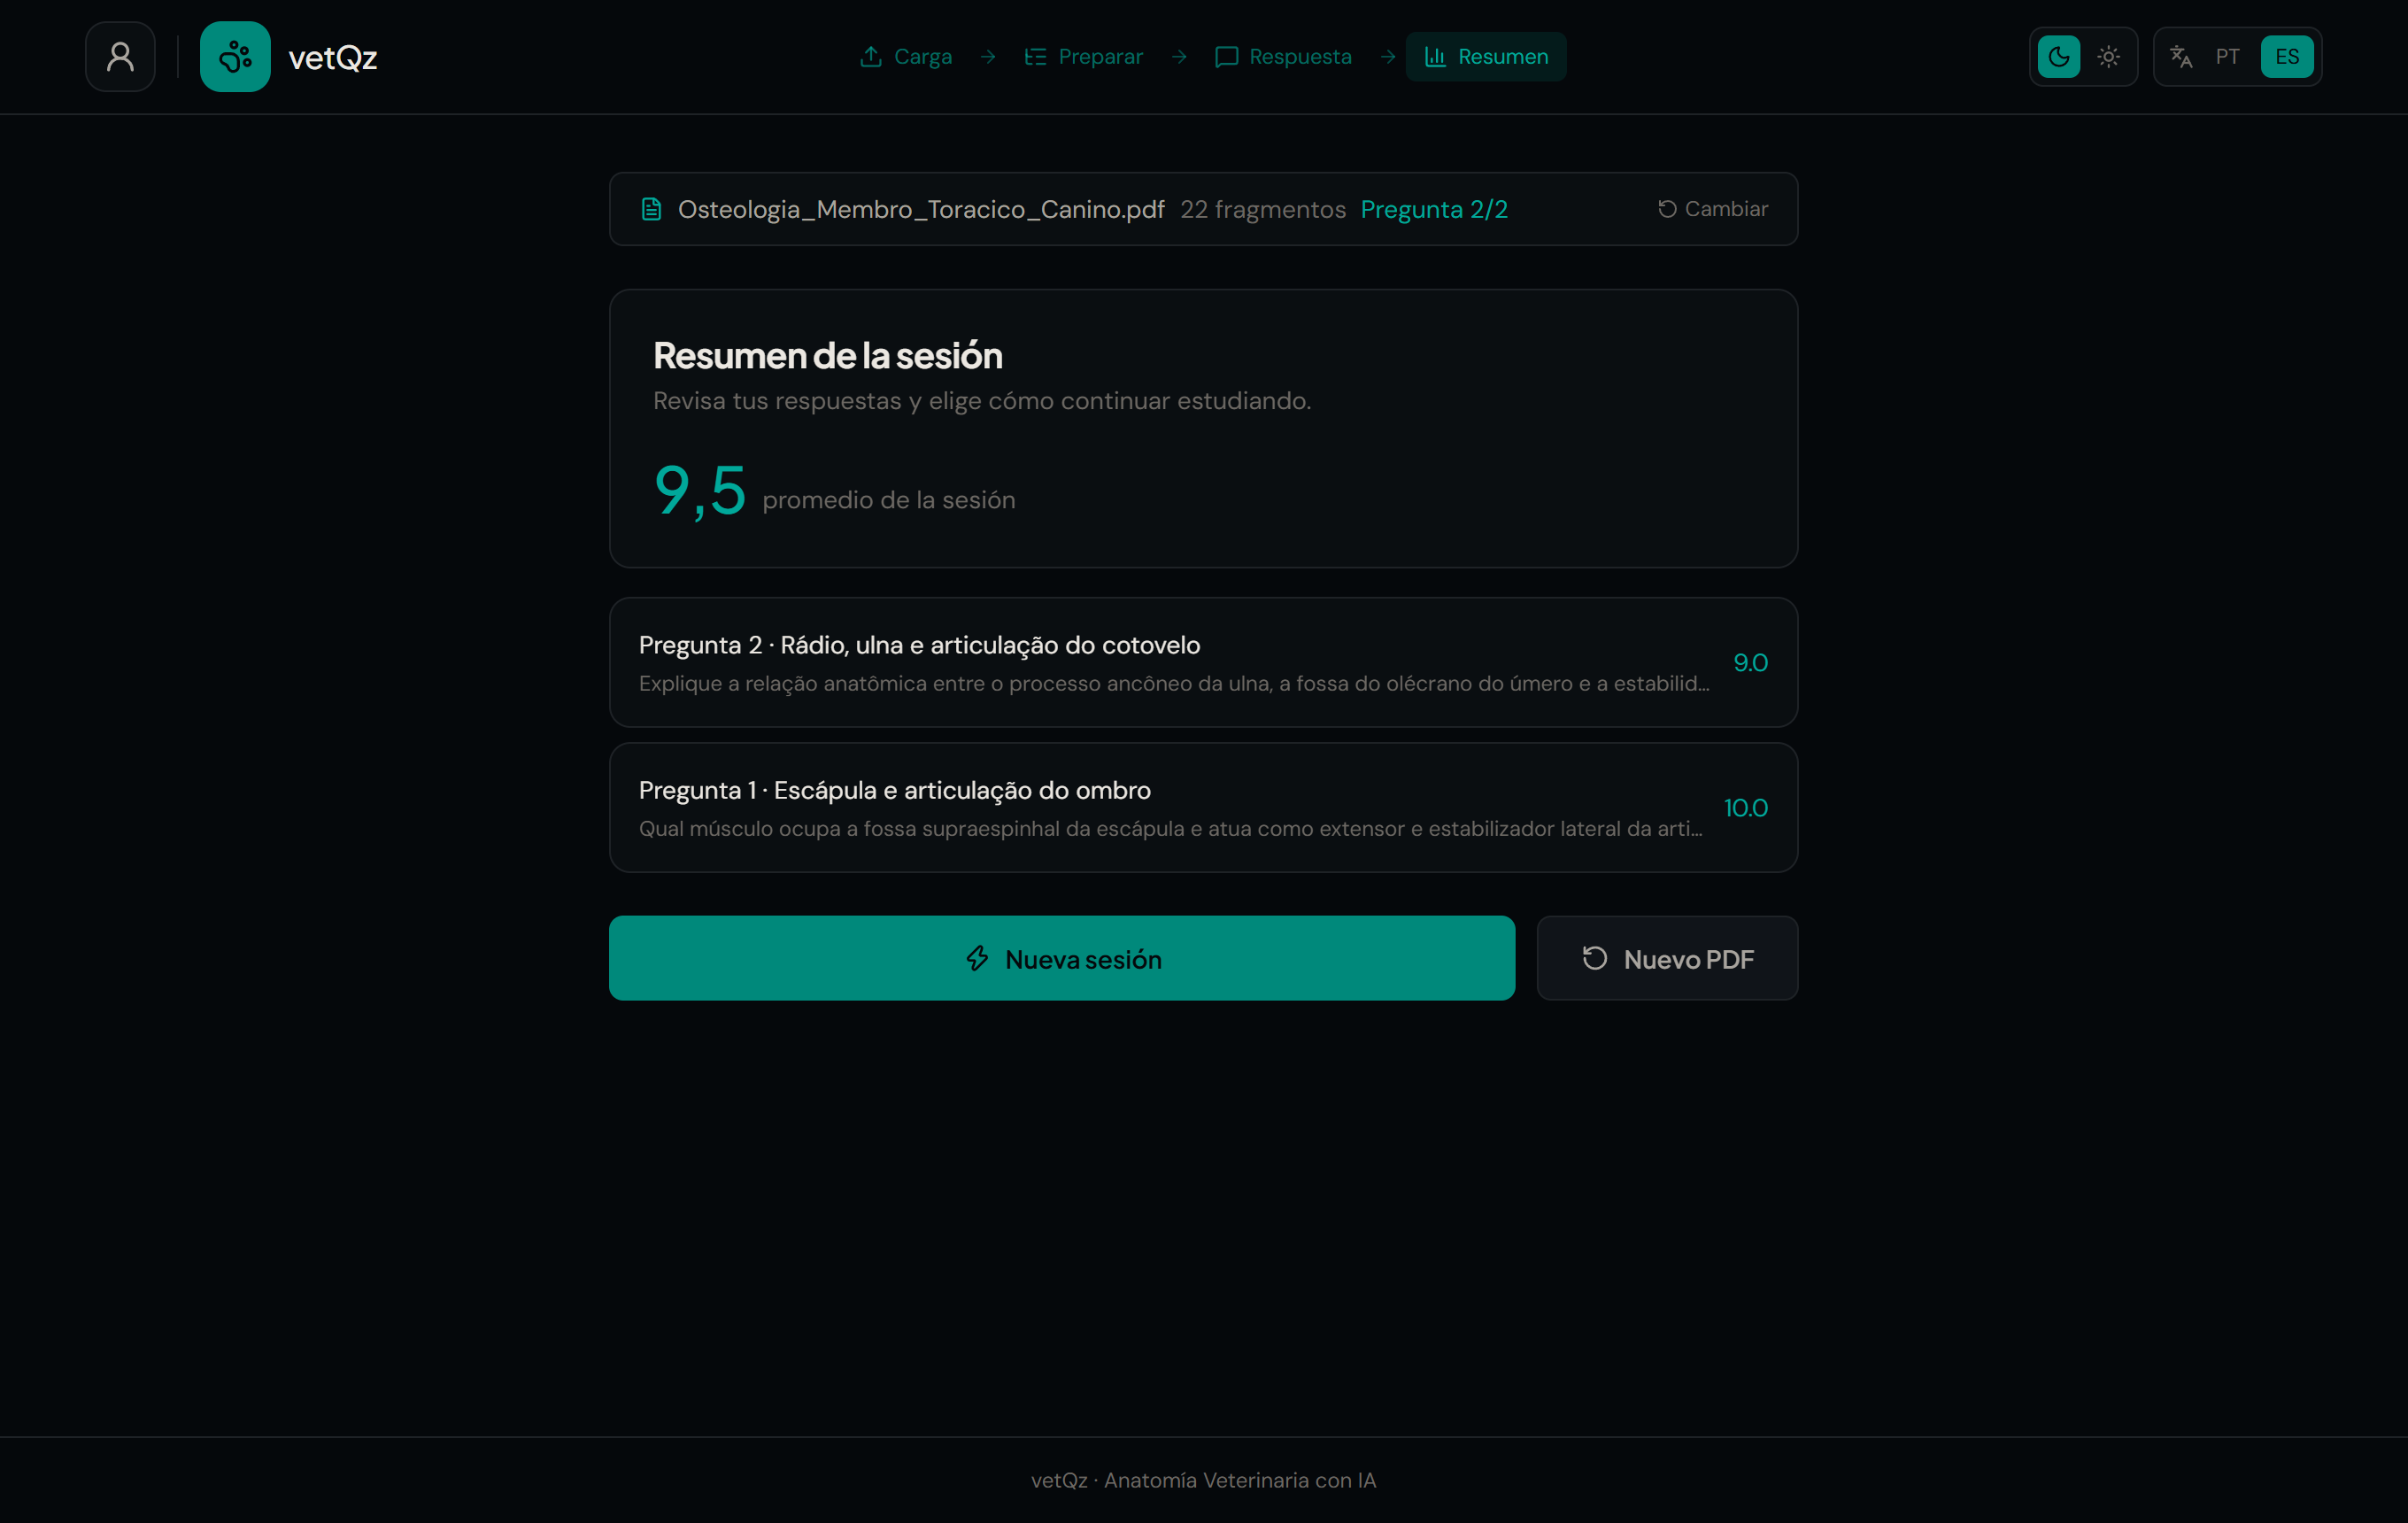 vetQz
Carga → Preparar → Respuesta → Resumen
PT ES
Osteologia_Membro_Toracico_Canino.pdf 22 fragmentos Pregunta 2/2 Cambiar
Resumen de la sesión
Revisa tus respuestas y elige cómo continuar estudiando.
9,5 promedio de la sesión
Pregunta 2 · Rádio, ulna e articulação do cotovelo
Explique a relação anatômica entre o processo ancôneo da ulna, a fossa do olécrano do úmero e a estabilid...
9.0
Pregunta 1 · Escápula e articulação do ombro
Qual músculo ocupa a fossa supraespinhal da escápula e atua como extensor e estabilizador lateral da arti...
10.0
Nueva sesión
Nuevo PDF
vetQz · Anatomía Veterinaria con IA